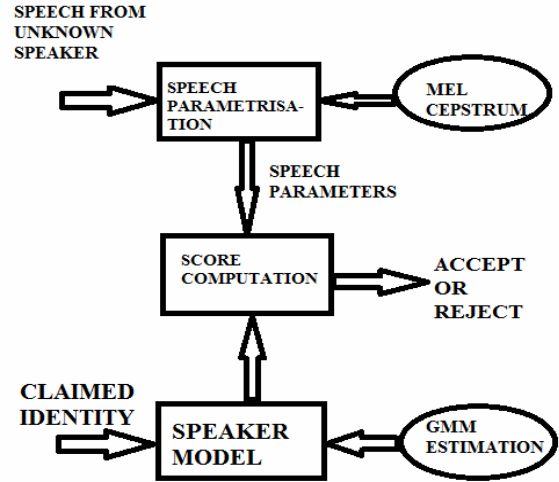 SPEECH FROM
UNKNOWN
SPEAKER
SPEECH
PARAMETRISA-
TION
MEL
CEPSTRUM
SPEECH
PARAMETERS
SCORE
COMPUTATION
ACCEPT
OR
REJECT
CLAIMED
IDENTITY
SPEAKER
MODEL
GMM
ESTIMATION